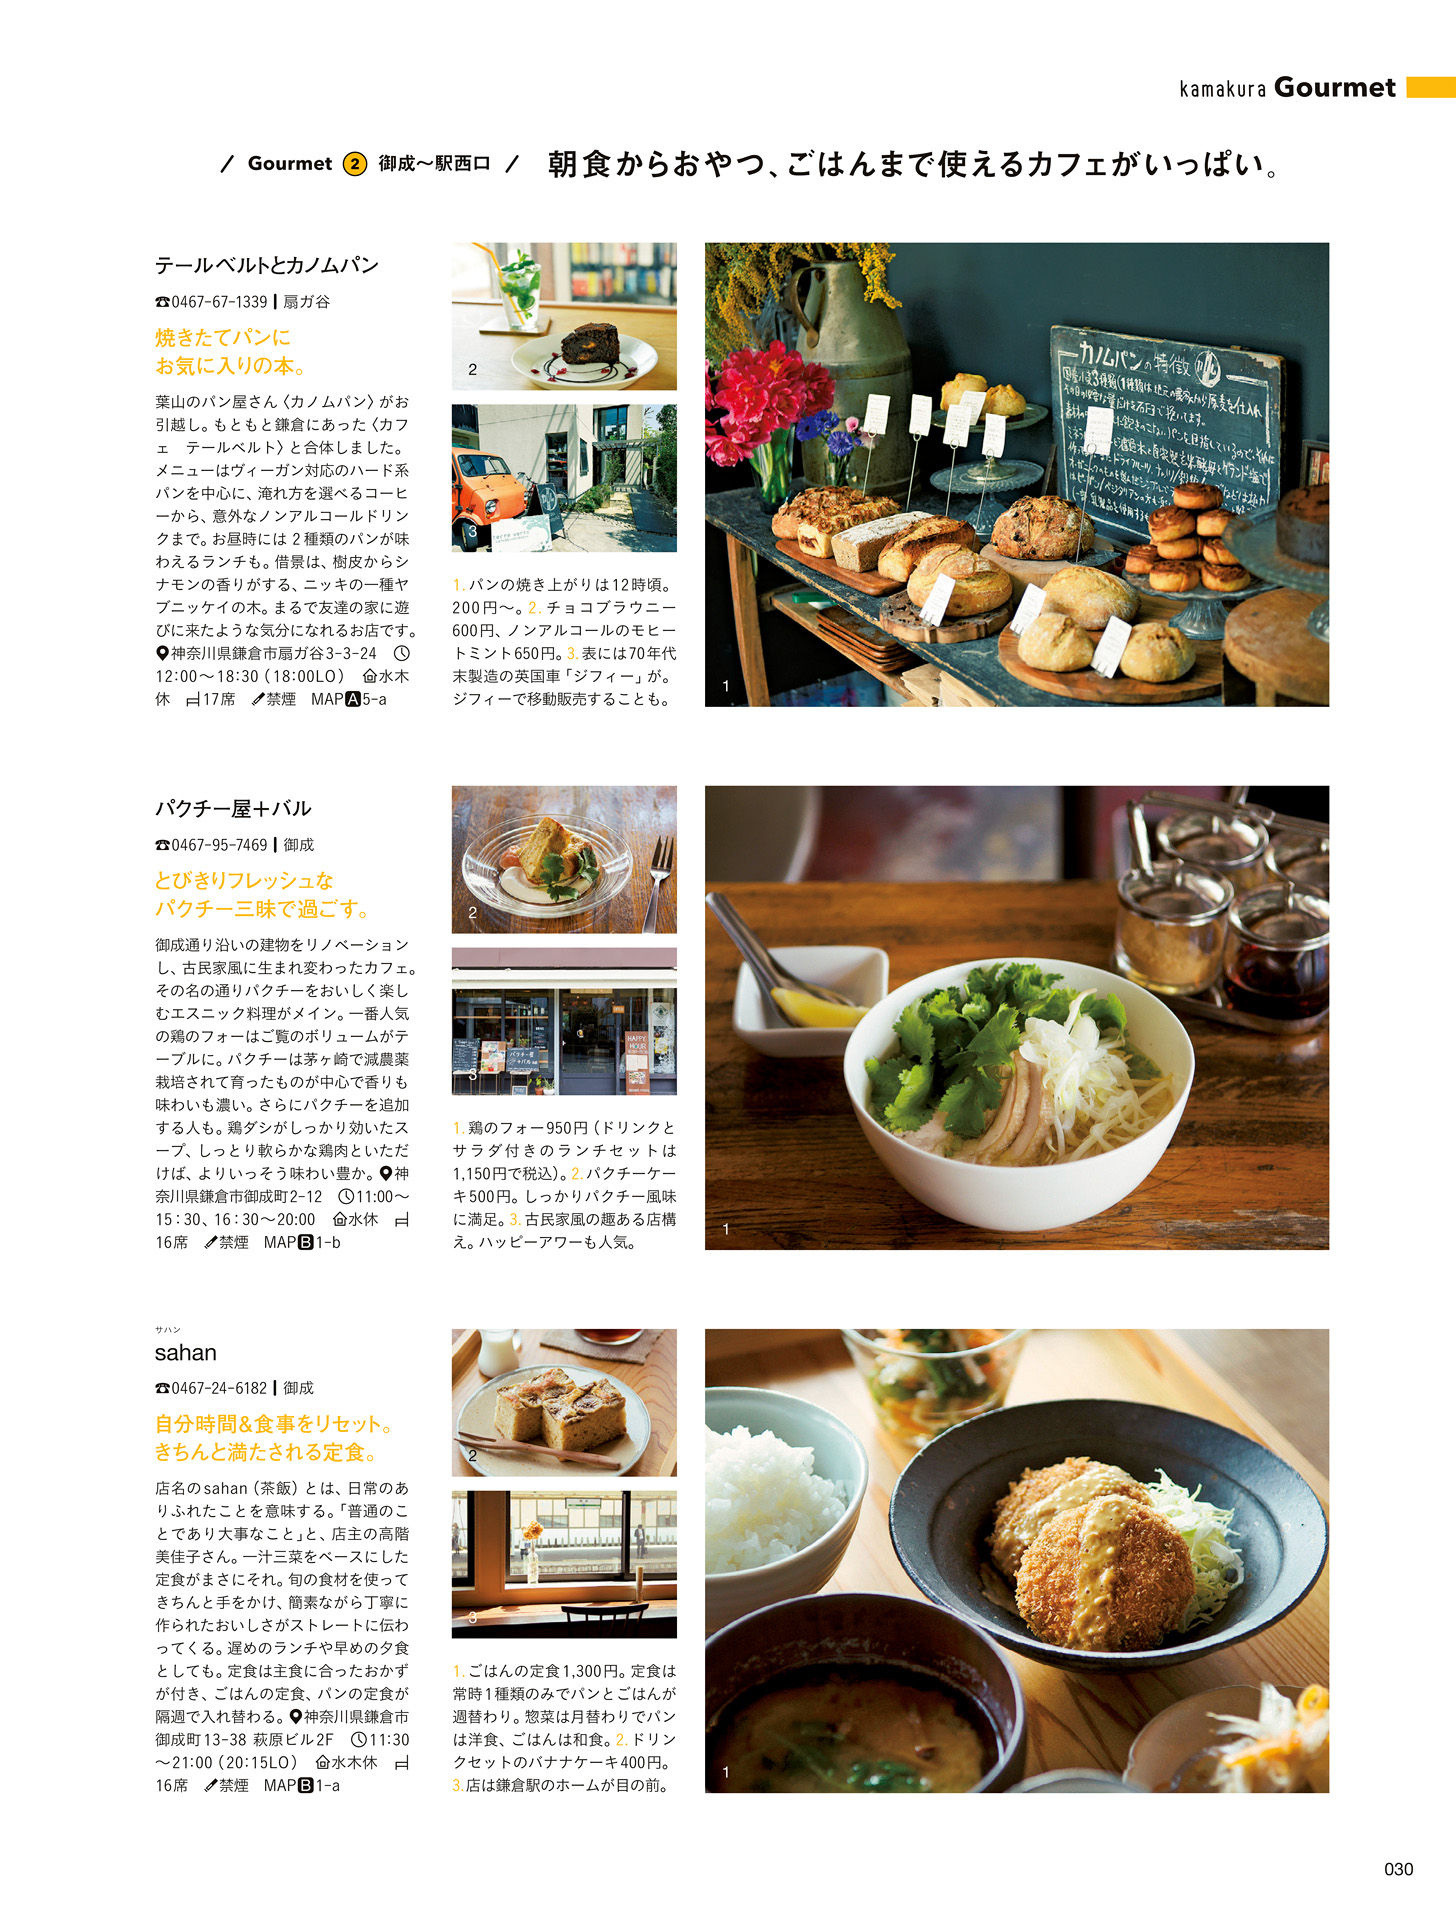 kamakura Gourmet
/ Gourmet 2 御成〜駅西口 / 朝食からおやつ、ごはんまで使えるカフェがいっぱい。
テールベルトとカノムパン
☎0467-67-1339 | 扇ガ谷
焼きたてパンに
お気に入りの本。
葉山のパン屋さん〈カノムパン〉がお
引越し。もともと鎌倉にあった〈カフ
ェ　テールベルト〉と合体しました。
メニューはヴィーガン対応のハード系
パンを中心に、淹れ方を選べるコーヒ
ーから、意外なノンアルコールドリン
クまで。お昼時には2種類のパンが味
わえるランチも。借景は、樹皮からシ
ナモンの香りがする、ニッキの一種ヤ
ブニッケイの木。まるで友達の家に遊
びに来たような気分になれるお店です。
神奈川県鎌倉市扇ガ谷3-3-24
12:00〜18:30（18:00LO）　水木
休　17席　禁煙　MAP A 5-a
2
3
1. パンの焼き上がりは12時頃。
200円〜。2. チョコブラウニー
600円、ノンアルコールのモヒー
トミント650円。3. 表には70年代
末製造の英国車「ジフィー」が。
ジフィーで移動販売することも。
カノムパンの特徴
1
パクチー屋＋バル
☎0467-95-7469 | 御成
とびきりフレッシュな
パクチー三昧で過ごす。
御成通り沿いの建物をリノベーション
し、古民家風に生まれ変わったカフェ。
その名の通りパクチーをおいしく楽し
むエスニック料理がメイン。一番人気
の鶏のフォーはご覧のボリュームがテ
ーブルに。パクチーは茅ヶ崎で減農薬
栽培されて育ったものが中心で香りも
味わいも濃い。さらにパクチーを追加
する人も。鶏ダシがしっかり効いたス
ープ、しっとり軟らかな鶏肉といただ
けば、よりいっそう味わい豊か。神
奈川県鎌倉市御成町2-12　11:00〜
15：30、16：30〜20:00　水休
16席　禁煙　MAP B 1-b
2
HAPPY
HOUR
パクチー屋
＋バル
3
1. 鶏のフォー950円（ドリンクと
サラダ付きのランチセットは
1,150円で税込）。2. パクチーケー
キ500円。しっかりパクチー風味
に満足。3. 古民家風の趣ある店構
え。ハッピーアワーも人気。
1
サハン
sahan
☎0467-24-6182 | 御成
自分時間&食事をリセット。
きちんと満たされる定食。
店名のsahan（茶飯）とは、日常のあ
りふれたことを意味する。「普通のこ
とであり大事なこと」と、店主の高階
美佳子さん。一汁三菜をベースにした
定食がまさにそれ。旬の食材を使って
きちんと手をかけ、簡素ながら丁寧に
作られたおいしさがストレートに伝わ
ってくる。遅めのランチや早めの夕食
としても。定食は主食に合ったおかず
が付き、ごはんの定食、パンの定食が
隔週で入れ替わる。神奈川県鎌倉市
御成町13-38 萩原ビル2F　11:30
〜21:00（20:15LO）　水木休
16席　禁煙　MAP B 1-a
2
3
1. ごはんの定食1,300円。定食は
常時1種類のみでパンとごはんが
週替わり。惣菜は月替わりでパン
は洋食、ごはんは和食。2. ドリン
クセットのバナナケーキ400円。
3. 店は鎌倉駅のホームが目の前。
1
030